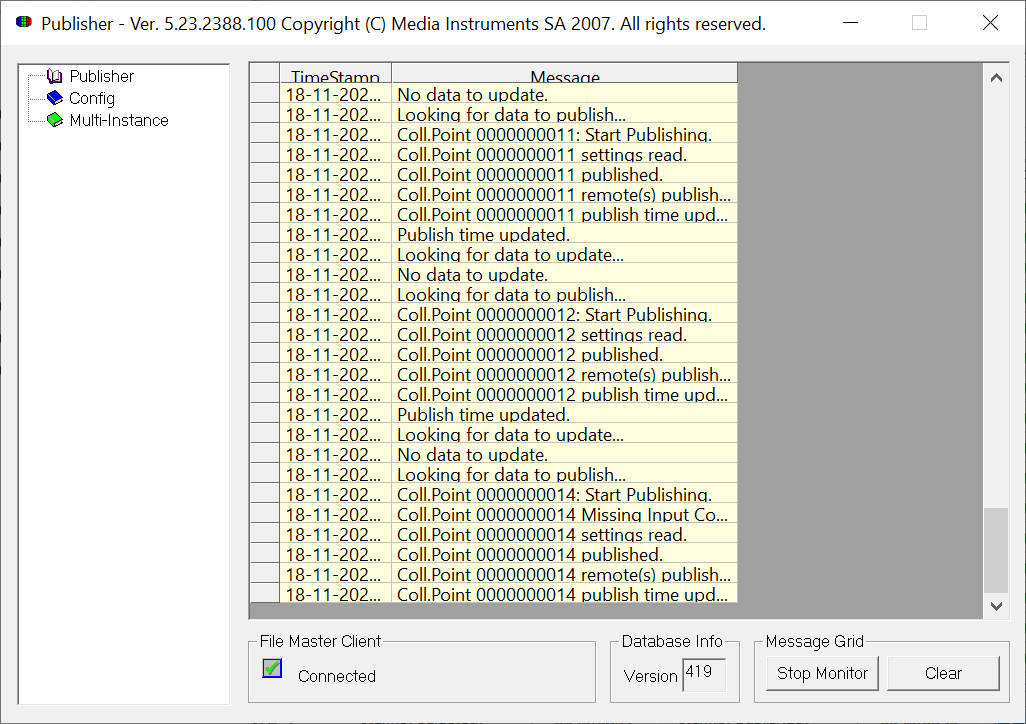 Publisher - Ver. 5.23.2388.100 Copyright (C) Media Instruments SA 2007. All rights reserved.
Publisher
Config
Multi-Instance
TimeStamp Message
18-11-202... No data to update.
18-11-202... Looking for data to publish...
18-11-202... Coll.Point 0000000011: Start Publishing.
18-11-202... Coll.Point 0000000011 settings read.
18-11-202... Coll.Point 0000000011 published.
18-11-202... Coll.Point 0000000011 remote(s) publish...
18-11-202... Coll.Point 0000000011 publish time upd...
18-11-202... Publish time updated.
18-11-202... Looking for data to update...
18-11-202... No data to update.
18-11-202... Looking for data to publish...
18-11-202... Coll.Point 0000000012: Start Publishing.
18-11-202... Coll.Point 0000000012 settings read.
18-11-202... Coll.Point 0000000012 published.
18-11-202... Coll.Point 0000000012 remote(s) publish...
18-11-202... Coll.Point 0000000012 publish time upd...
18-11-202... Publish time updated.
18-11-202... Looking for data to update...
18-11-202... No data to update.
18-11-202... Looking for data to publish...
18-11-202... Coll.Point 0000000014: Start Publishing.
18-11-202... Coll.Point 0000000014 Missing Input Co...
18-11-202... Coll.Point 0000000014 settings read.
18-11-202... Coll.Point 0000000014 published.
18-11-202... Coll.Point 0000000014 remote(s) publish...
18-11-202... Coll.Point 0000000014 publish time upd...
File Master Client Database Info Message Grid
Connected Version 419 Stop Monitor Clear